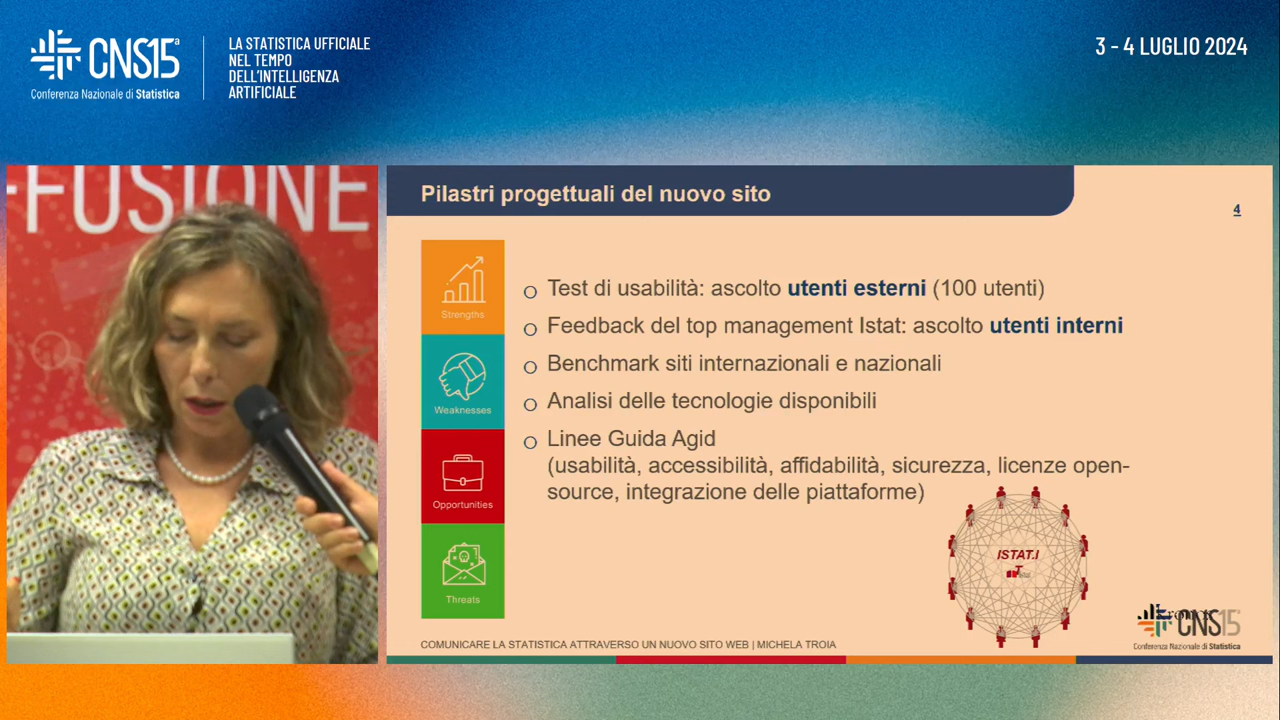 CNS15ª
Conferenza Nazionale di Statistica
LA STATISTICA UFFICIALE
NEL TEMPO
DELL'INTELLIGENZA
ARTIFICIALE
3 - 4 LUGLIO 2024
-FUSIONE
Pilastri progettuali del nuovo sito
4
Strengths
Weaknesses
Opportunities
Threats
Test di usabilità: ascolto utenti esterni (100 utenti)
Feedback del top management Istat: ascolto utenti interni
Benchmark siti internazionali e nazionali
Analisi delle tecnologie disponibili
Linee Guida Agid
(usabilità, accessibilità, affidabilità, sicurezza, licenze open-
source, integrazione delle piattaforme)
ISTAT.I
T
COMUNICARE LA STATISTICA ATTRAVERSO UN NUOVO SITO WEB | MICHELA TROIA
CNS15
Conferenza Nazionale di Statistica